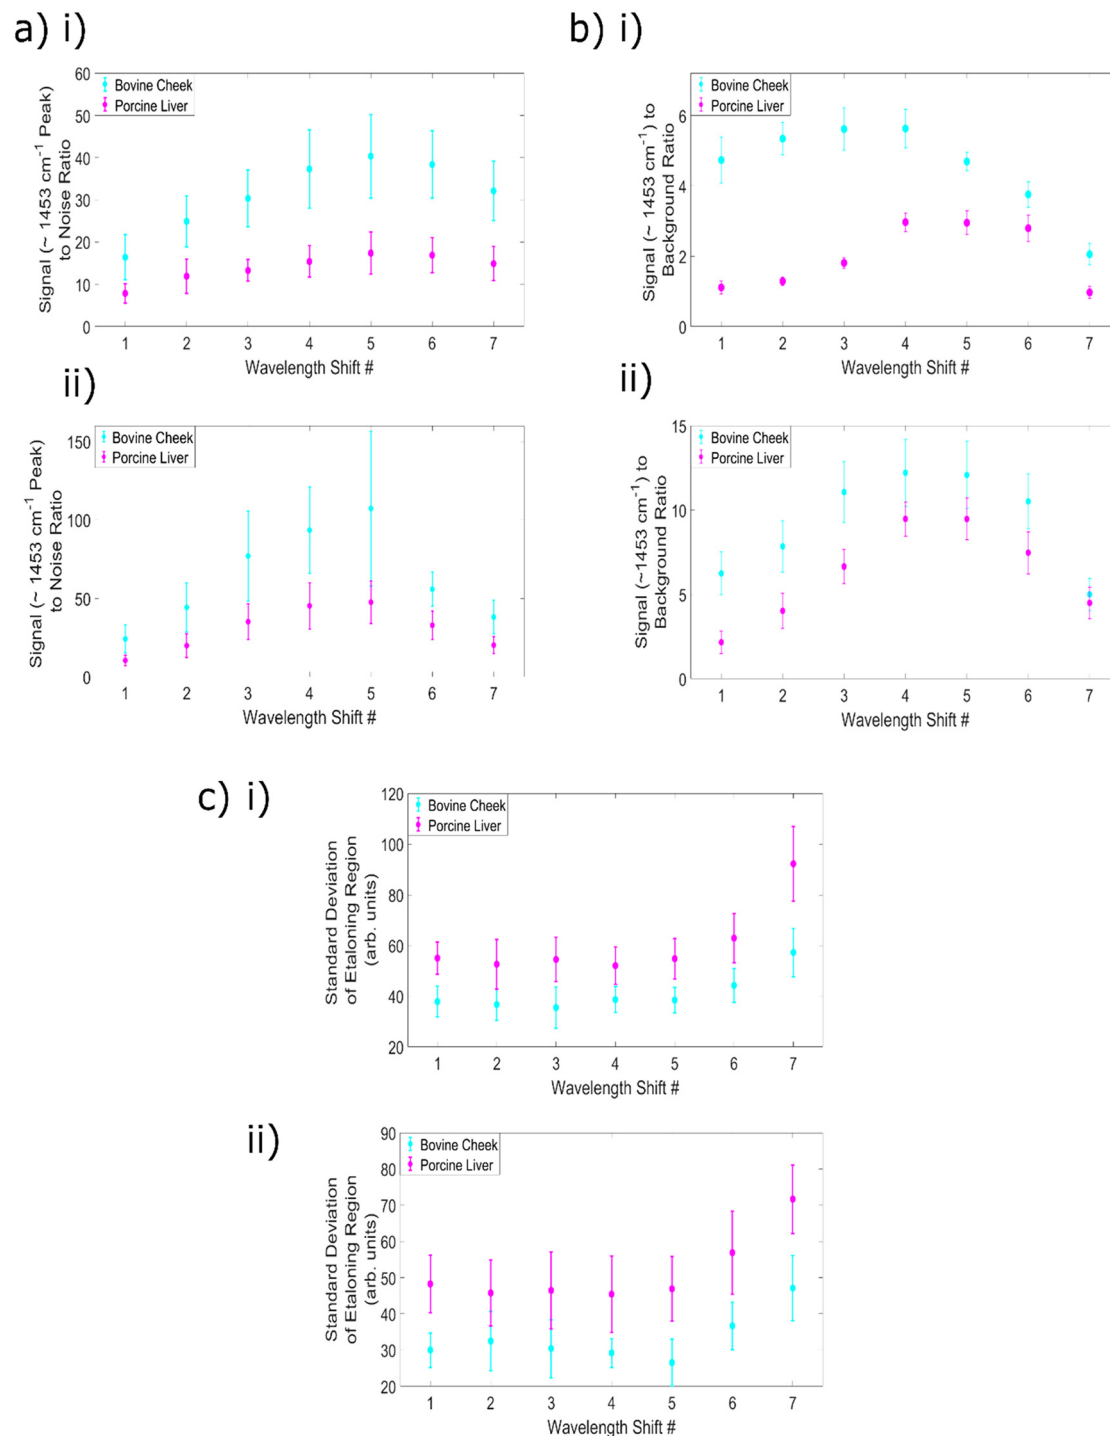 a) i)
60
50
40
30
20
10
0
Bovine Cheek
Porcine Liver
Signal (~ 1453 cm⁻¹ Peak)
to Noise Ratio
1 2 3 4 5 6 7
Wavelength Shift #
b) i)
6
4
2
0
Bovine Cheek
Porcine Liver
Signal (~ 1453 cm⁻¹) to
Background Ratio
1 2 3 4 5 6 7
Wavelength Shift #
ii)
150
100
50
0
Bovine Cheek
Porcine Liver
Signal (~ 1453 cm⁻¹ Peak)
to Noise Ratio
1 2 3 4 5 6 7
Wavelength Shift #
ii)
15
10
5
0
Bovine Cheek
Porcine Liver
Signal (~1453 cm⁻¹) to
Background Ratio
1 2 3 4 5 6 7
Wavelength Shift #
c) i)
120
100
80
60
40
20
Bovine Cheek
Porcine Liver
Standard Deviation
of Etaloning Region
(arb. units)
1 2 3 4 5 6 7
Wavelength Shift #
ii)
90
80
70
60
50
40
30
20
Bovine Cheek
Porcine Liver
Standard Deviation
of Etaloning Region
(arb. units)
1 2 3 4 5 6 7
Wavelength Shift #